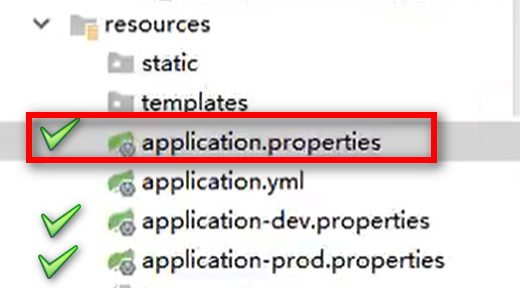 resources
static
templates
application.properties
application.yml
application-dev.properties
application-prod.properties